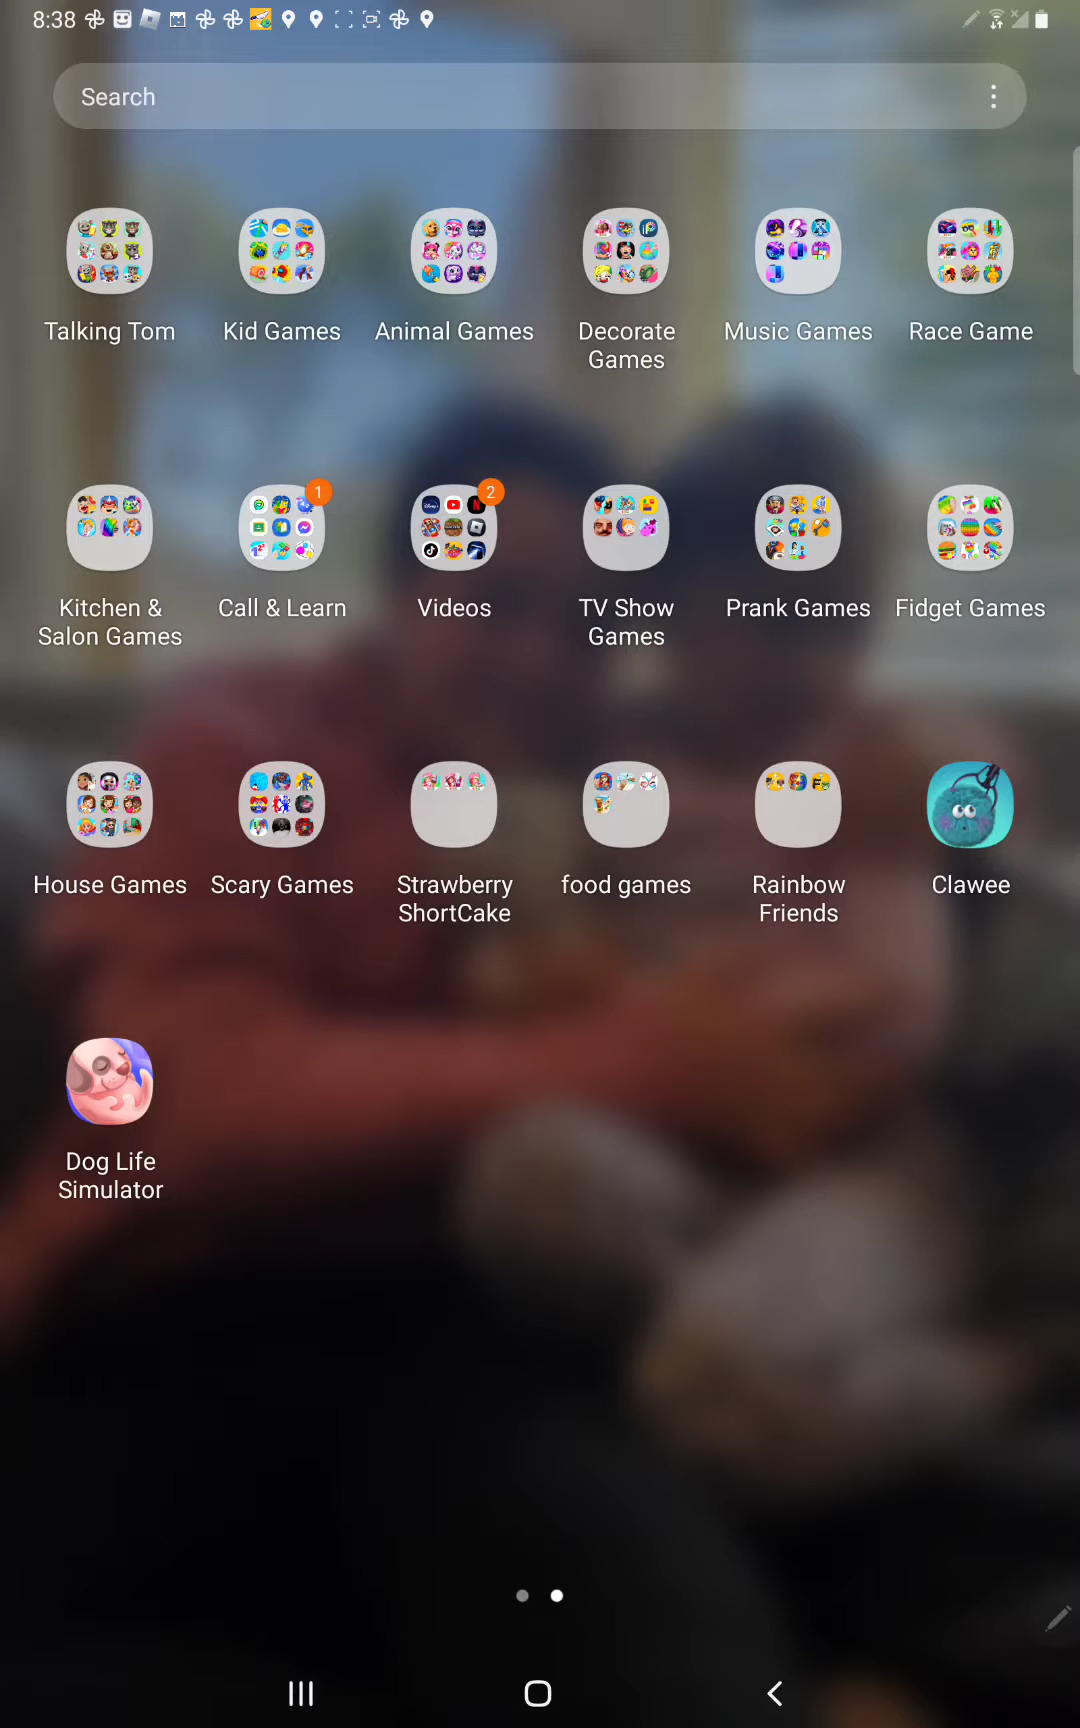 8:38
Search
Talking Tom
Kid Games
Animal Games
Decorate
Games
Music Games
Race Game
Kitchen &
Salon Games
1
Call & Learn
2
Videos
TV Show
Games
Prank Games
Fidget Games
House Games
Scary Games
Strawberry
ShortCake
food games
Rainbow
Friends
Clawee
Dog Life
Simulator